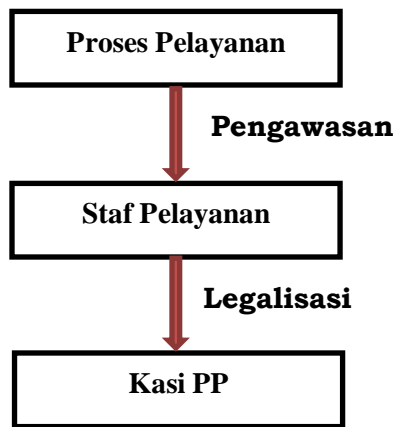 Proses Pelayanan
Pengawasan
Staf Pelayanan
Legalisasi
Kasi PP